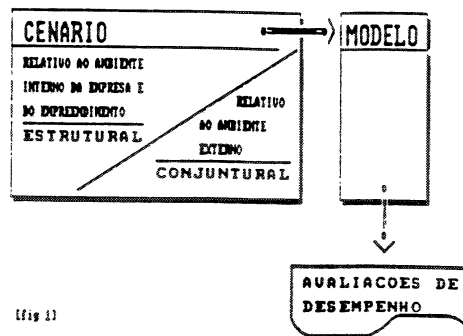 CENARIO
MODELO
RELATIVO AO AMBIENTE
INTERNO DA EMPRESA E
DO EMPREENDIMENTO
ESTRUTURAL
RELATIVO
AO AMBIENTE
EXTERNO
CONJUNTURAL
AVALIACOES DE
DESEMPENHO
(fig 1)